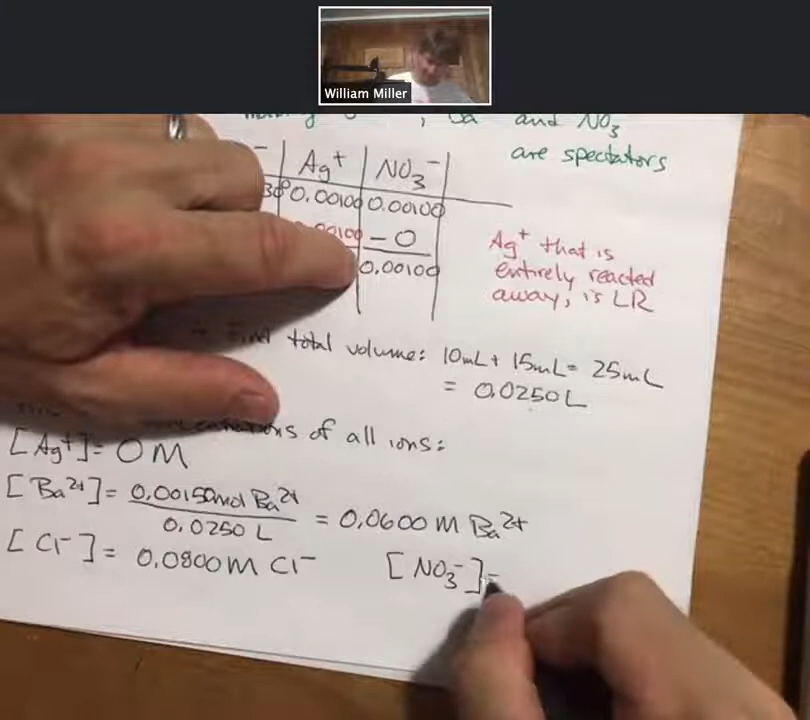 William Miller
and NO3
are spectators
Ag+ NO3-
0.00100 0.00100
- 0
0.00100
Ag+ that is
entirely reacted
away, is LR
total volume: 10mL + 15mL = 25mL
= 0.0250L
of all ions:
[Ag+] = 0 M
[Ba2+] = 0.00150mol Ba2+ / 0.0250 L = 0.0600 M Ba2+
[Cl-] = 0.0800 M Cl- [NO3-] =